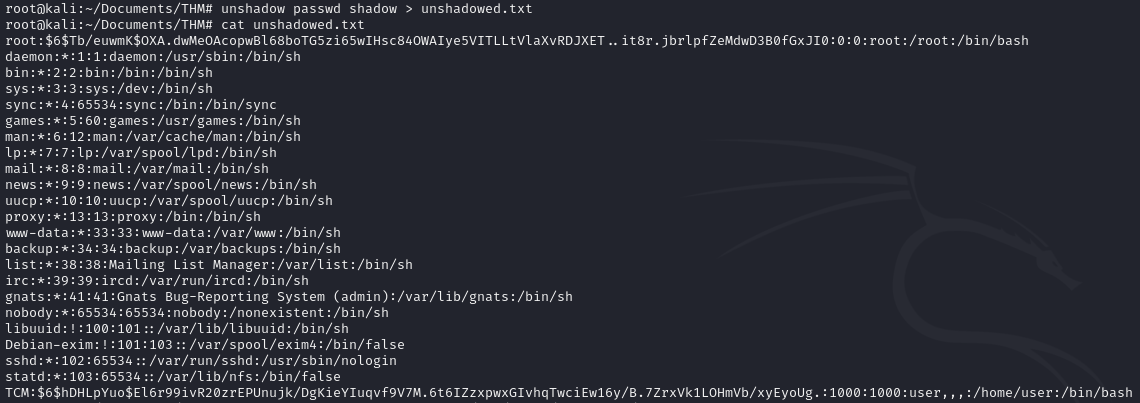 root@kali:~/Documents/THM# unshadow passwd shadow > unshadowed.txt
root@kali:~/Documents/THM# cat unshadowed.txt
root:$6$Tb/euwmK$OXA.dwMeOAcopwBl68boTG5zi65wIHsc84OWAIye5VITLLtVlaXvRDJXET..it8r.jbrlpfZeMdwD3B0fGxJI0:0:0:root:/root:/bin/bash
daemon:*:1:1:daemon:/usr/sbin:/bin/sh
bin:*:2:2:bin:/bin:/bin/sh
sys:*:3:3:sys:/dev:/bin/sh
sync:*:4:65534:sync:/bin:/bin/sync
games:*:5:60:games:/usr/games:/bin/sh
man:*:6:12:man:/var/cache/man:/bin/sh
lp:*:7:7:lp:/var/spool/lpd:/bin/sh
mail:*:8:8:mail:/var/mail:/bin/sh
news:*:9:9:news:/var/spool/news:/bin/sh
uucp:*:10:10:uucp:/var/spool/uucp:/bin/sh
proxy:*:13:13:proxy:/bin:/bin/sh
www-data:*:33:33:www-data:/var/www:/bin/sh
backup:*:34:34:backup:/var/backups:/bin/sh
list:*:38:38:Mailing List Manager:/var/list:/bin/sh
irc:*:39:39:ircd:/var/run/ircd:/bin/sh
gnats:*:41:41:Gnats Bug-Reporting System (admin):/var/lib/gnats:/bin/sh
nobody:*:65534:65534:nobody:/nonexistent:/bin/sh
libuuid:!:100:101::/var/lib/libuuid:/bin/sh
Debian-exim:!:101:103::/var/spool/exim4:/bin/false
sshd:*:102:65534::/var/run/sshd:/usr/sbin/nologin
statd:*:103:65534::/var/lib/nfs:/bin/false
TCM:$6$hDHLpYuo$El6r99ivR20zrEPUnujk/DgKieYIuqvf9V7M.6t6IZzxpwxGIvhqTwciEw16y/B.7ZrxVk1LOHmVb/xyEyoUg.:1000:1000:user,,,:/home/user:/bin/bash